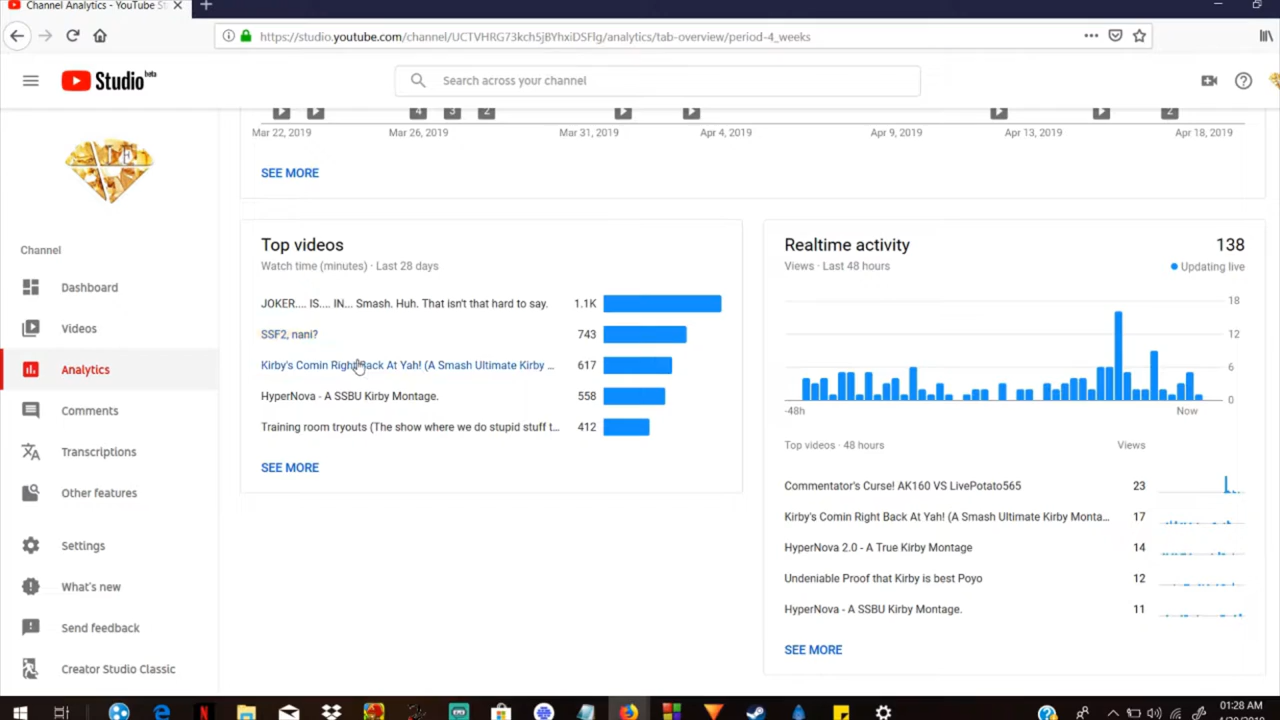 Channel Analytics - YouTube St
https://studio.youtube.com/channel/UCTVHRG73kch5jBYhxiDSFlg/analytics/tab-overview/period-4_weeks
Studio beta
Search across your channel
4 3 2 2
Mar 22, 2019 Mar 26, 2019 Mar 31, 2019 Apr 4, 2019 Apr 9, 2019 Apr 13, 2019 Apr 18, 2019
SEE MORE
Channel
Dashboard
Videos
Analytics
Comments
Transcriptions
Other features
Settings
What's new
Send feedback
Creator Studio Classic
Top videos
Watch time (minutes) · Last 28 days
JOKER.... IS.... IN... Smash. Huh. That isn't that hard to say. 1.1K
SSF2, nani? 743
Kirby's Comin Right Back At Yah! (A Smash Ultimate Kirby ... 617
HyperNova - A SSBU Kirby Montage. 558
Training room tryouts (The show where we do stupid stuff t... 412
SEE MORE
Realtime activity 138
Views · Last 48 hours Updating live
18
12
6
0
-48h Now
Top videos · 48 hours Views
Commentator's Curse! AK160 VS LivePotato565 23
Kirby's Comin Right Back At Yah! (A Smash Ultimate Kirby Monta... 17
HyperNova 2.0 - A True Kirby Montage 14
Undeniable Proof that Kirby is best Poyo 12
HyperNova - A SSBU Kirby Montage. 11
SEE MORE
01:28 AM